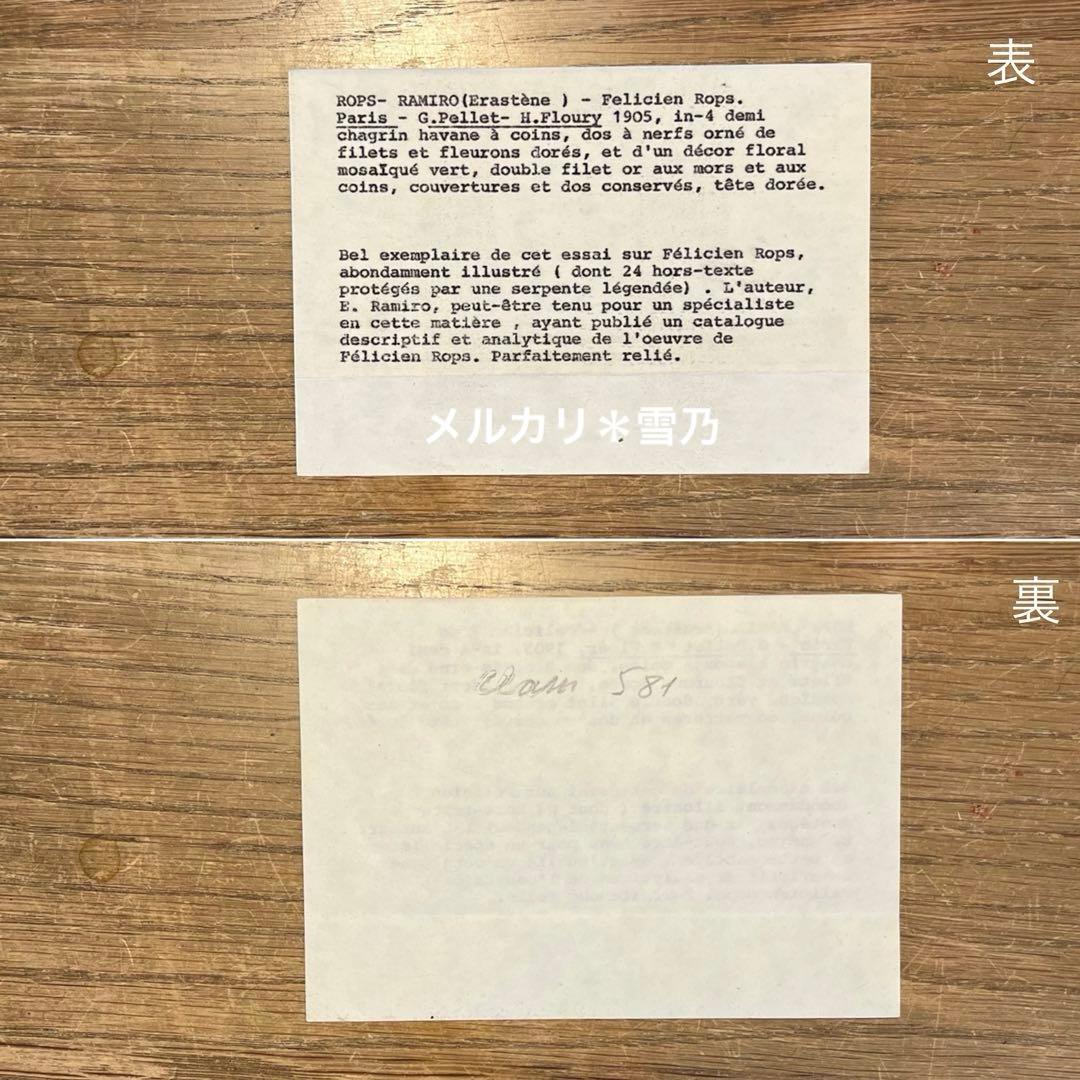 表
ROPS- RAMIRO(Erastène ) - Felicien Rops.
Paris - G.Pellet- H.Floury 1905, in-4 demi
chagrin havane à coins, dos à nerfs orné de
filets et fleurons dorés, et d'un décor floral
mosaïqué vert, double filet or aux mors et aux
coins, couvertures et dos conservés, tête dorée.
Bel exemplaire de cet essai sur Félicien Rops,
abondamment illustré ( dont 24 hors-texte
protégés par une serpente légendée) . L'auteur,
E. Ramiro, peut-être tenu pour un spécialiste
en cette matière , ayant publié un catalogue
descriptif et analytique de l'oeuvre de
Félicien Rops. Parfaitement relié.
メルカリ＊雪乃
裏
581